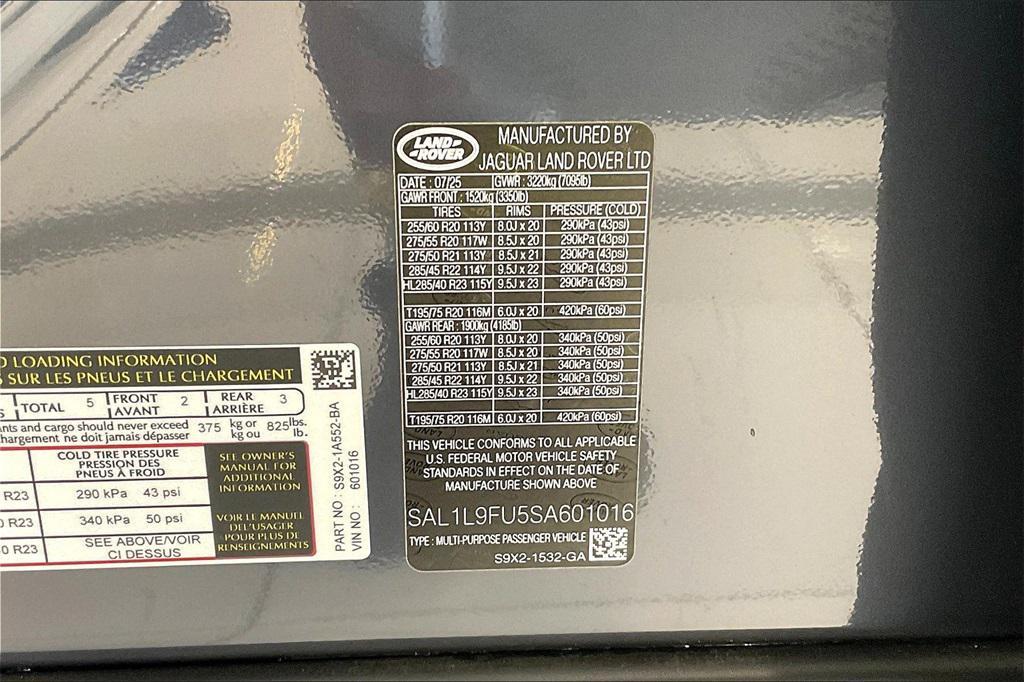 LAND ROVER
MANUFACTURED BY
JAGUAR LAND ROVER LTD
DATE : 07/25 GVWR : 3220kg (7095lb)
GAWR FRONT : 1520kg (3350lb)
TIRES RIMS PRESSURE (COLD)
255/60 R20 113Y 8.0J x 20 290kPa (43psi)
275/55 R20 117W 8.5J x 20 290kPa (43psi)
275/50 R21 113Y 8.5J x 21 290kPa (43psi)
285/45 R22 114Y 9.5J x 22 290kPa (43psi)
HL285/40 R23 115Y 9.5J x 23 290kPa (43psi)
T195/75 R20 116M 6.0J x 20 420kPa (60psi)
GAWR REAR : 1900kg (4185lb)
255/60 R20 113Y 8.0J x 20 340kPa (50psi)
275/55 R20 117W 8.5J x 20 340kPa (50psi)
275/50 R21 113Y 8.5J x 21 340kPa (50psi)
285/45 R22 114Y 9.5J x 22 340kPa (50psi)
HL285/40 R23 115Y 9.5J x 23 340kPa (50psi)
T195/75 R20 116M 6.0J x 20 420kPa (60psi)
THIS VEHICLE CONFORMS TO ALL APPLICABLE
U.S. FEDERAL MOTOR VEHICLE SAFETY
STANDARDS IN EFFECT ON THE DATE OF
MANUFACTURE SHOWN ABOVE
SAL1L9FU5SA601016
TYPE : MULTI-PURPOSE PASSENGER VEHICLE
S9X2-1532-GA
LOADING INFORMATION
SUR LES PNEUS ET LE CHARGEMENT
TOTAL 5 FRONT AVANT 2 REAR ARRIÈRE 3
and cargo should never exceed 375 kg or 825 lbs.
ne doit jamais dépasser kg ou lb.
COLD TIRE PRESSURE
PRESSION DES
PNEUS À FROID
R23 290 kPa 43 psi
R23 340 kPa 50 psi
R23 SEE ABOVE/VOIR
CI DESSUS
SEE OWNER'S
MANUAL FOR
ADDITIONAL
INFORMATION
VOIR LE MANUEL
DE L'USAGER
POUR PLUS DE
RENSEIGNEMENTS
PART NO : S9X2-1A552-BA
VIN NO : 601016